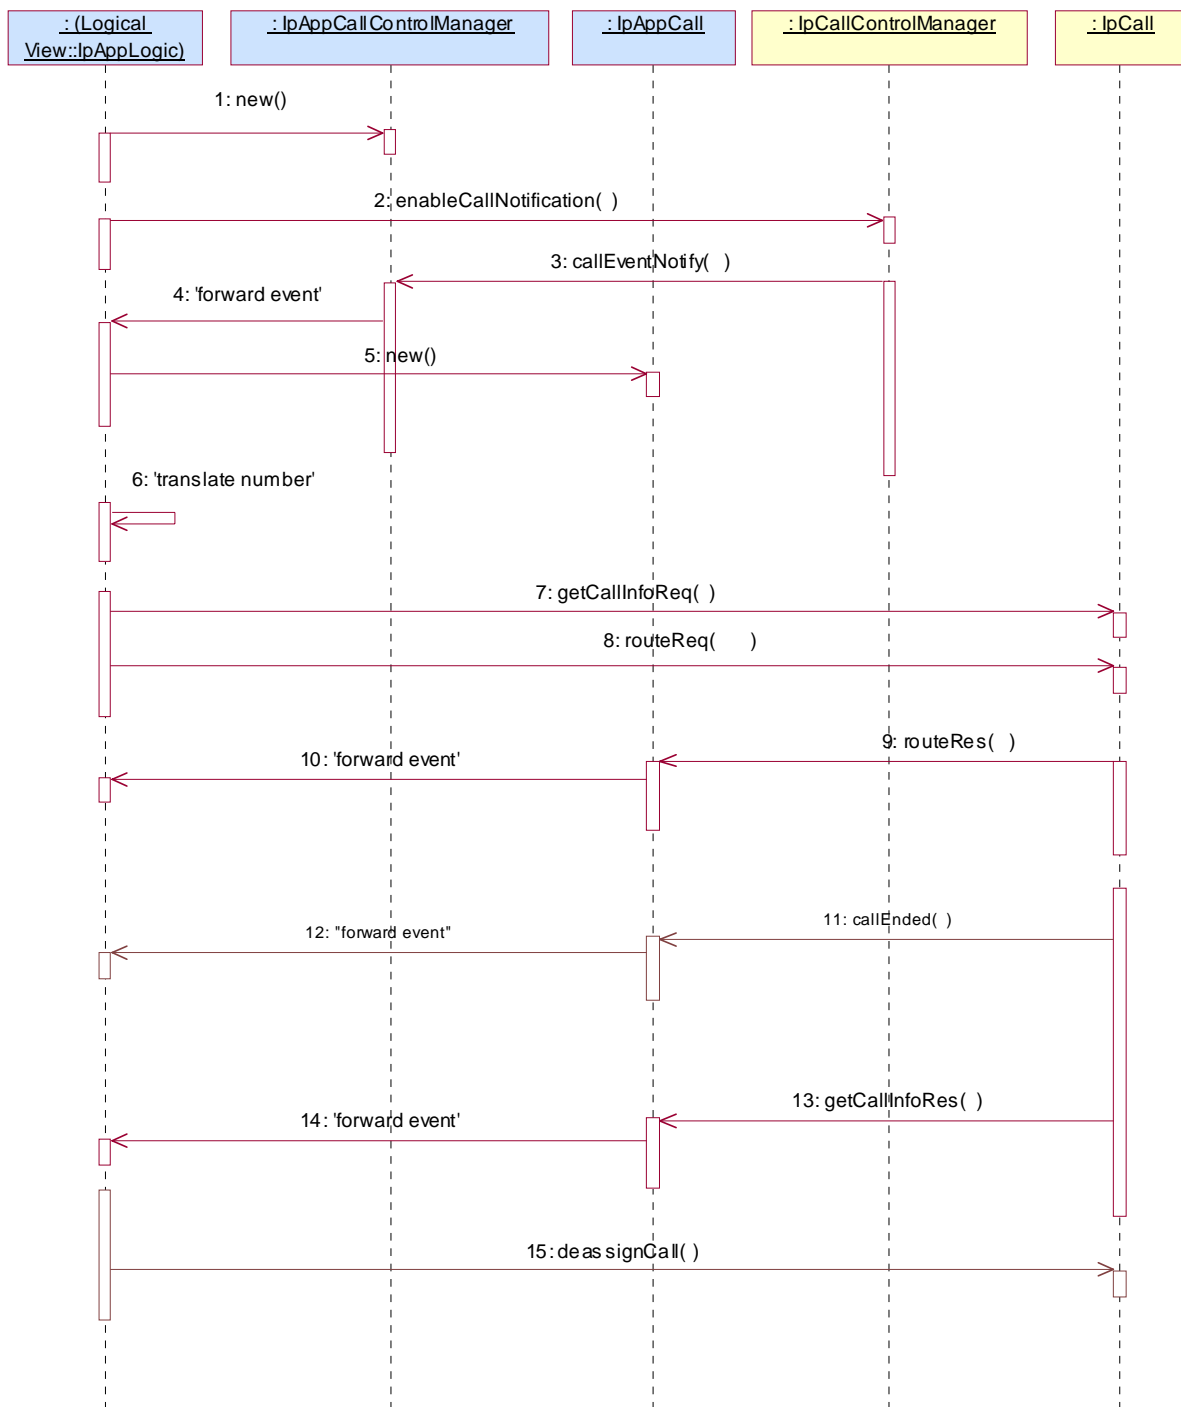 : (Logical
View::IpAppLogic)
: IpAppCallControlManager
: IpAppCall
: IpCallControlManager
: IpCall
1: new()
2: enableCallNotification( )
3: callEventNotify( )
4: 'forward event'
5: new()
6: 'translate number'
7: getCallInfoReq( )
8: routeReq( )
9: routeRes( )
10: 'forward event'
11: callEnded( )
12: "forward event"
13: getCallInfoRes( )
14: 'forward event'
15: deassignCall( )